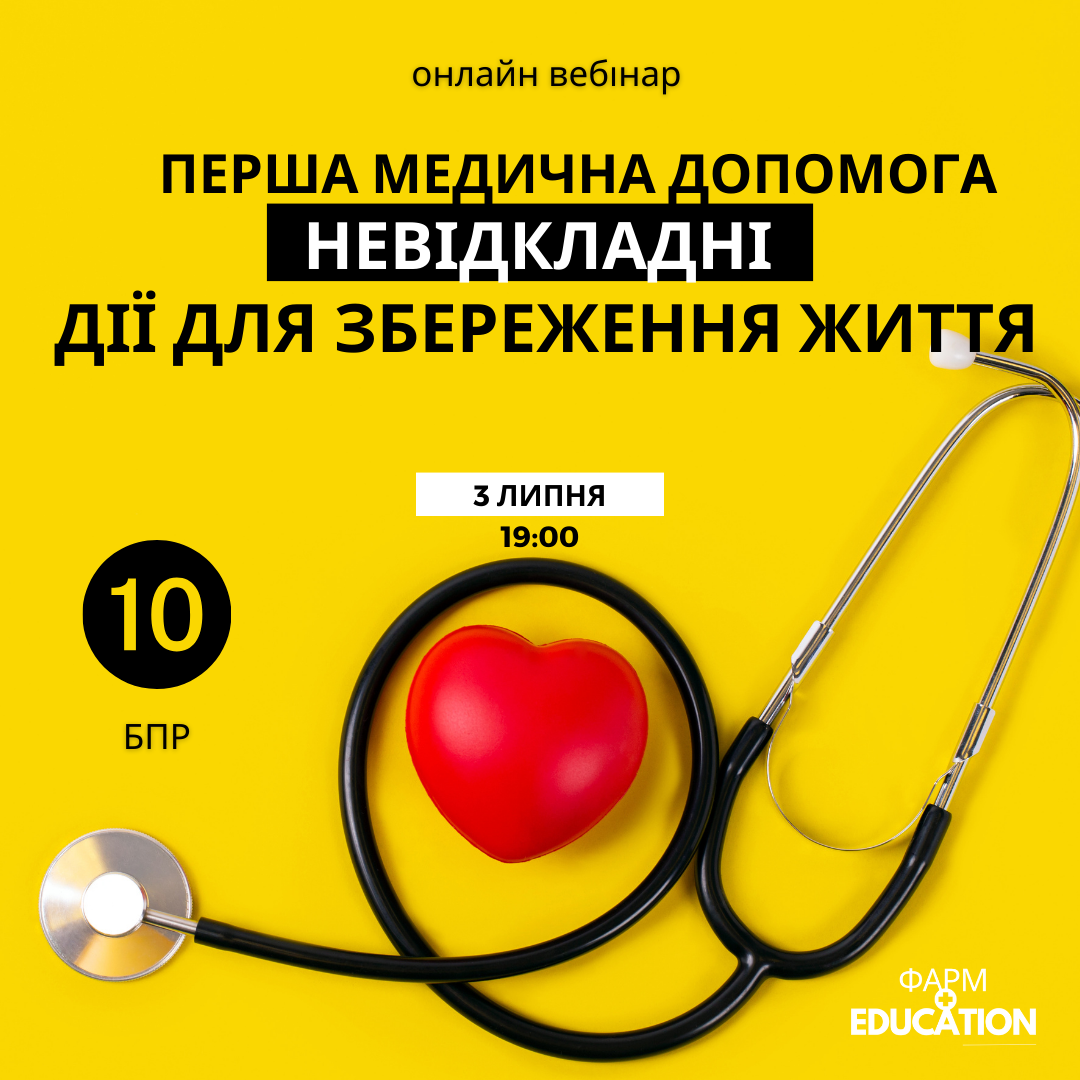 онлайн вебінар
ПЕРША МЕДИЧНА ДОПОМОГА
НЕВІДКЛАДНІ
ДІЇ ДЛЯ ЗБЕРЕЖЕННЯ ЖИТТЯ
3 ЛИПНЯ
19:00
10
БПР
ФАРМ
EDUCATION